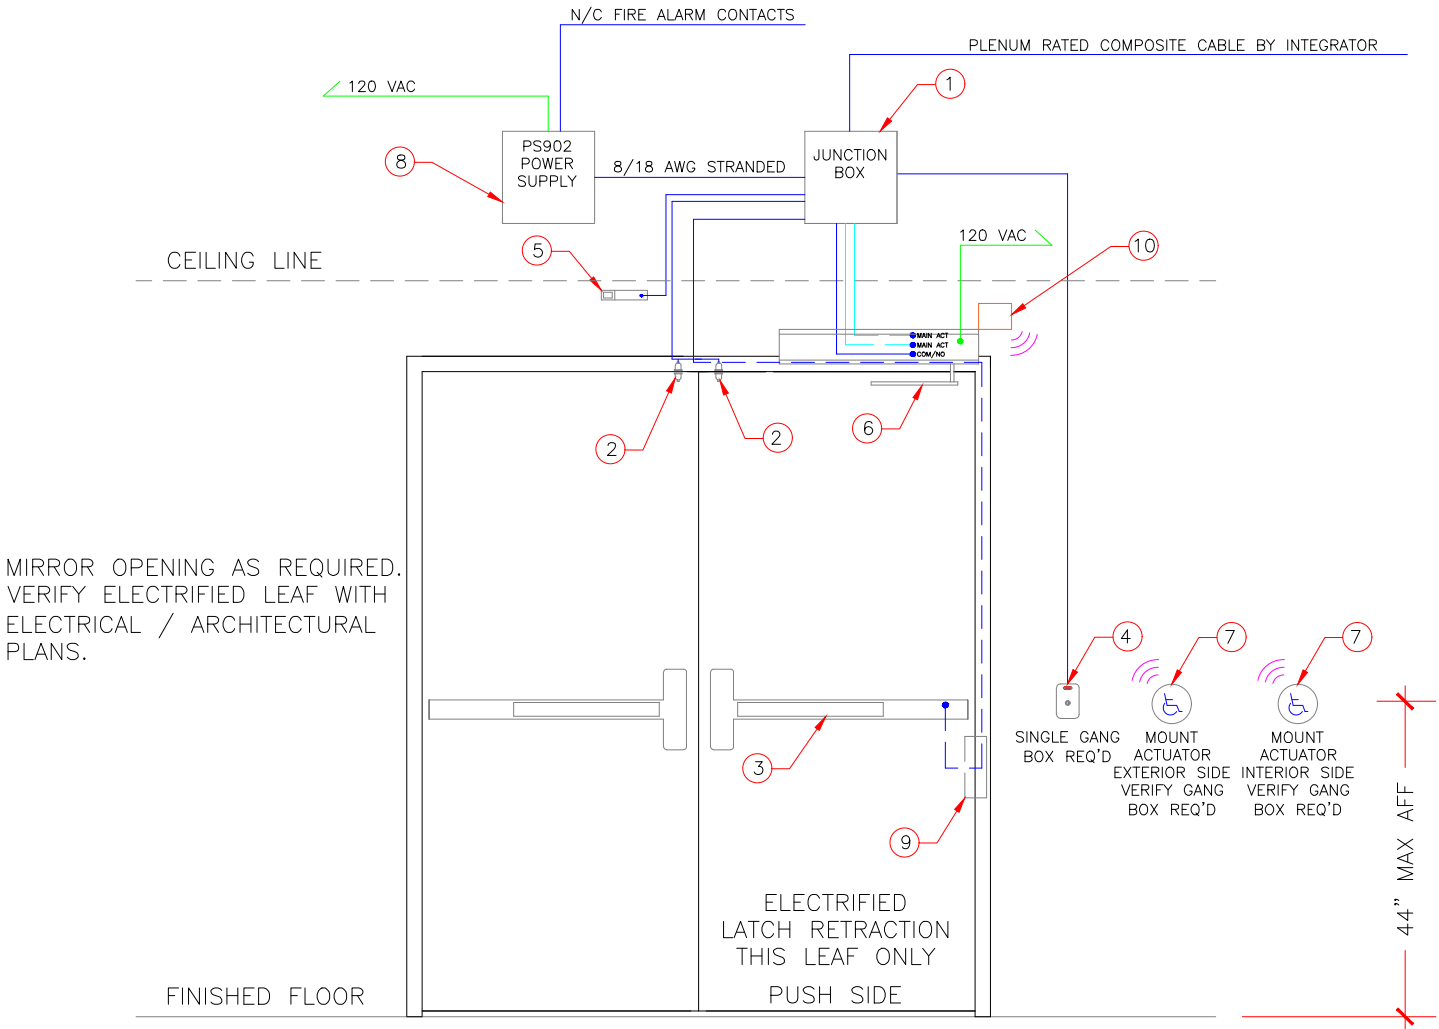 N/C FIRE ALARM CONTACTS
PLENUM RATED COMPOSITE CABLE BY INTEGRATOR
120 VAC
1
PS902
POWER
SUPPLY
8
8/18 AWG STRANDED
JUNCTION
BOX
CEILING LINE
5
120 VAC
10
MAIN ACT
MAIN ACT
COM/NO
2
2
6
MIRROR OPENING AS REQUIRED.
VERIFY ELECTRIFIED LEAF WITH
ELECTRICAL / ARCHITECTURAL
PLANS.
4
7
7
3
9
SINGLE GANG
BOX REQ'D
MOUNT
ACTUATOR
EXTERIOR SIDE
VERIFY GANG
BOX REQ'D
MOUNT
ACTUATOR
INTERIOR SIDE
VERIFY GANG
BOX REQ'D
44" MAX AFF
ELECTRIFIED
LATCH RETRACTION
THIS LEAF ONLY
PUSH SIDE
FINISHED FLOOR